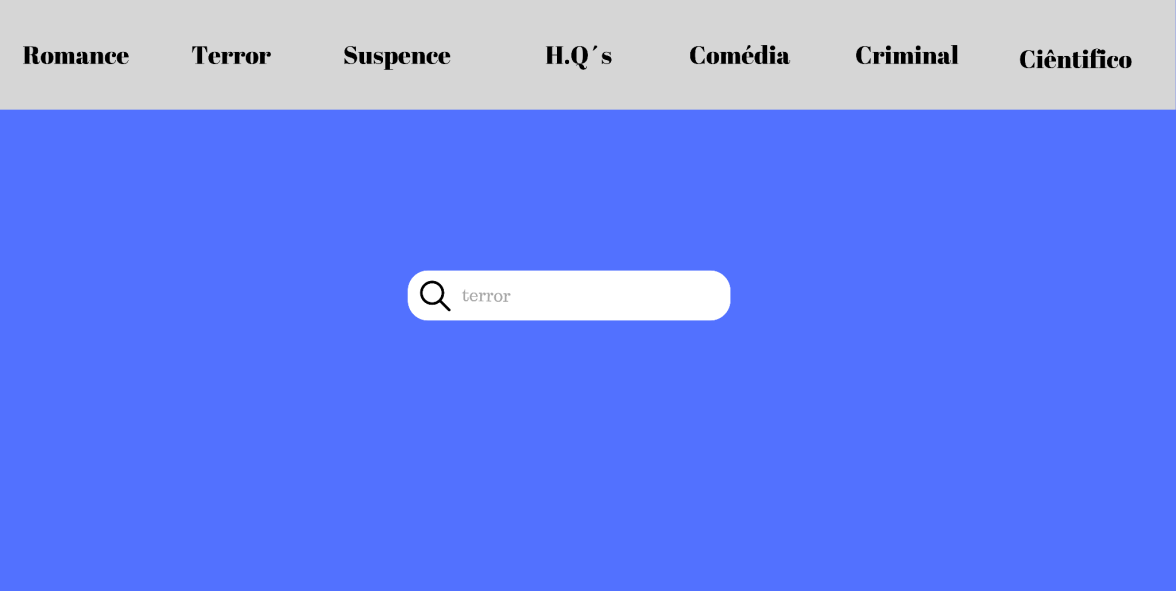 Romance Terror Suspence H.Q´s Comédia Criminal Ciêntifico
terror